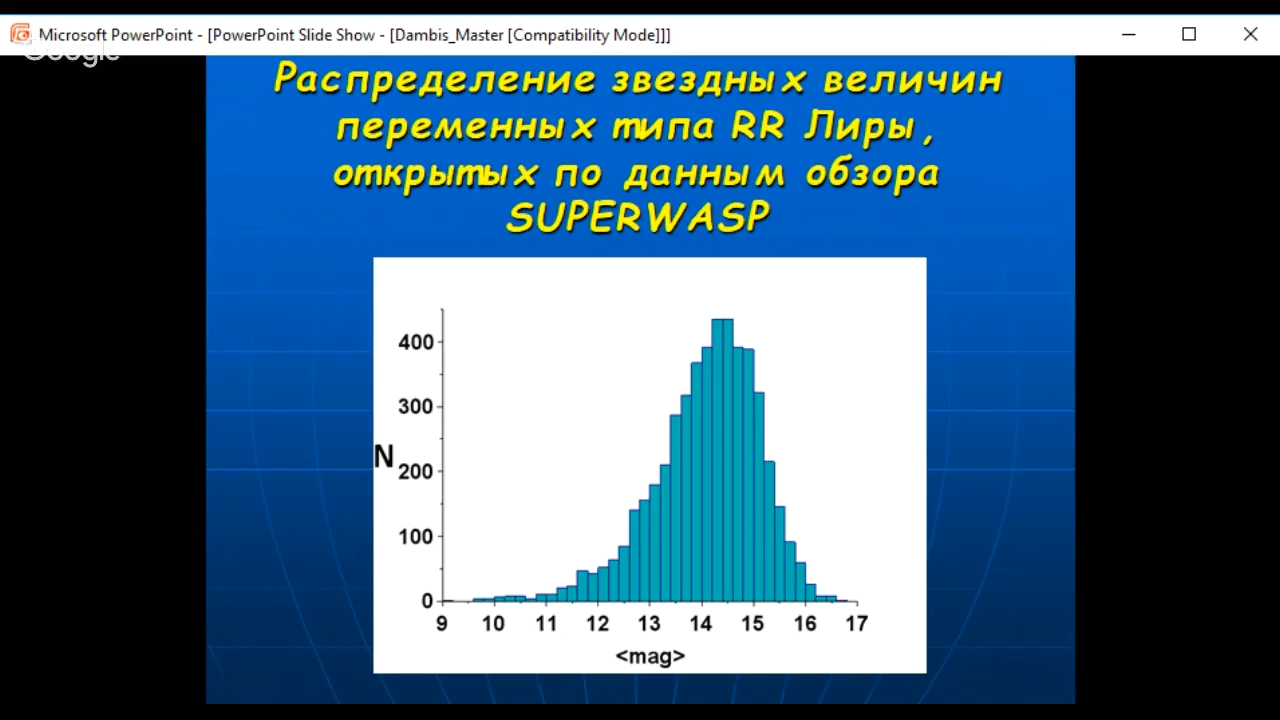 Microsoft PowerPoint - [PowerPoint Slide Show - [Dambis_Master [Compatibility Mode]]]
Google
Распределение звездных величин
переменных типа RR Лиры,
открытых по данным обзора
SUPERWASP
400
300
N
200
100
0
9 10 11 12 13 14 15 16 17
<mag>